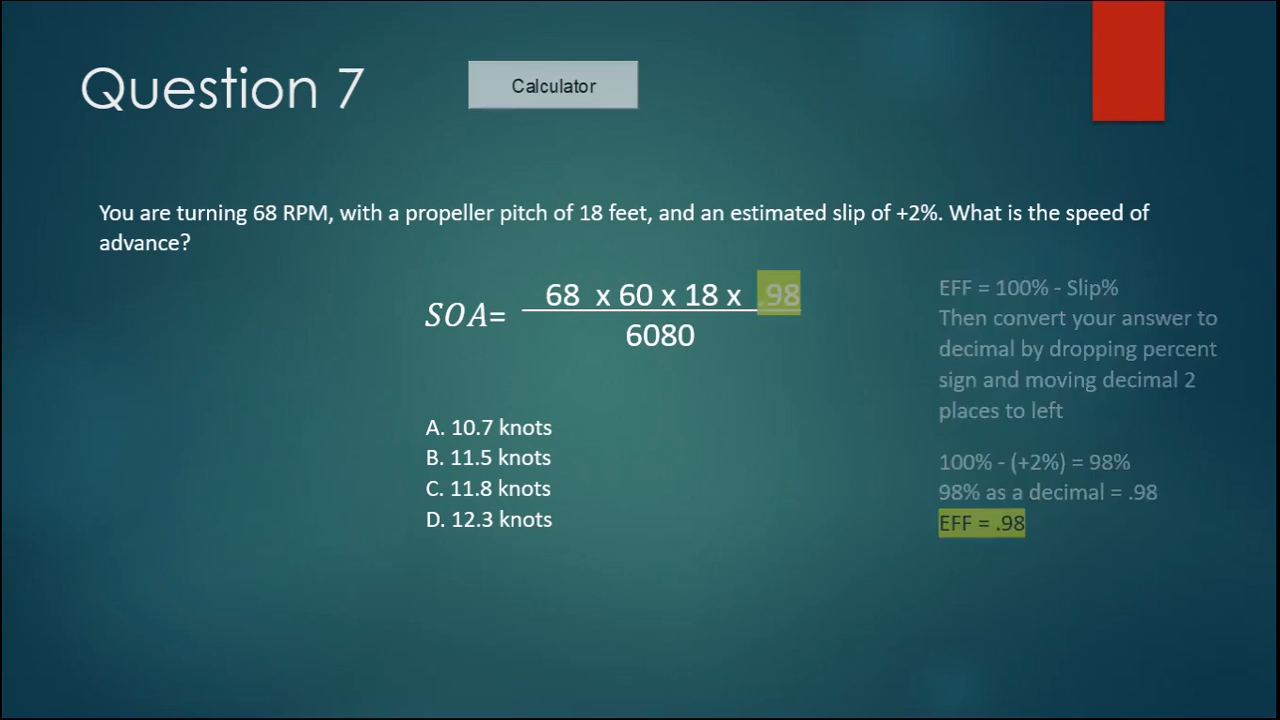 Question 7
Calculator
You are turning 68 RPM, with a propeller pitch of 18 feet, and an estimated slip of +2%. What is the speed of
advance?
SOA= 68 x 60 x 18 x .98
6080
A. 10.7 knots
B. 11.5 knots
C. 11.8 knots
D. 12.3 knots
EFF = 100% - Slip%
Then convert your answer to
decimal by dropping percent
sign and moving decimal 2
places to left
100% - (+2%) = 98%
98% as a decimal = .98
EFF = .98